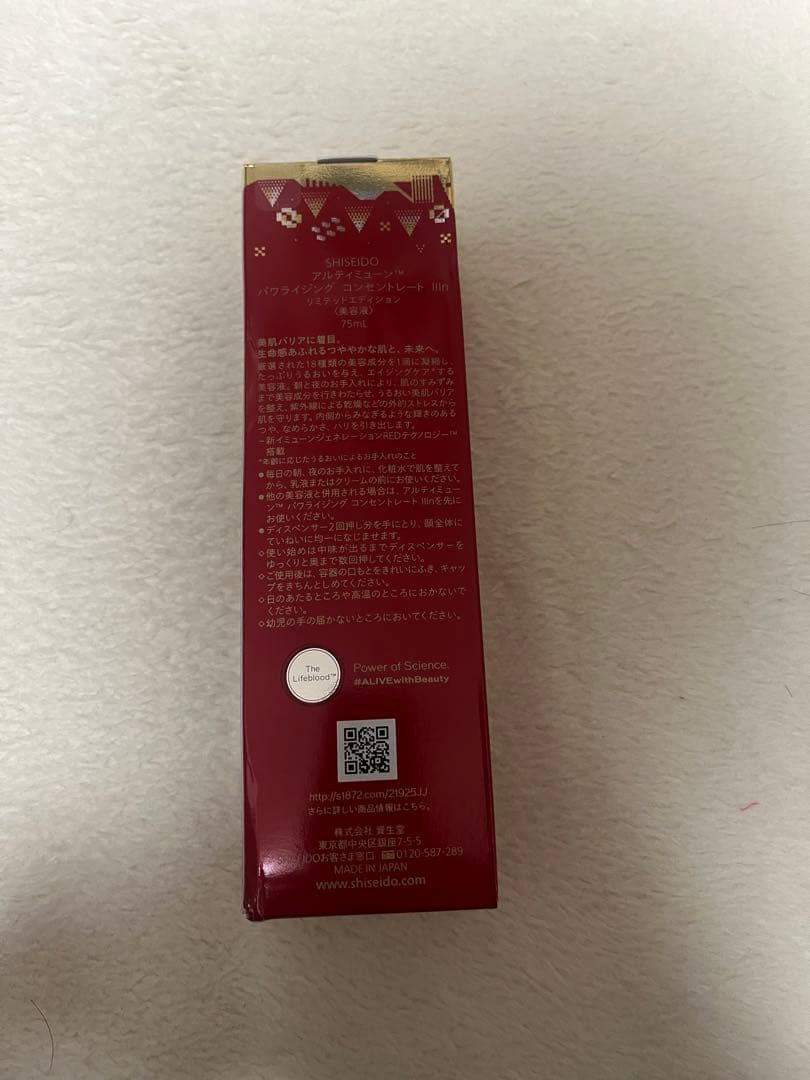 SHISEIDO
アルティミューン™
パワライジング コンセントレート IIIn
リミテッドエディション
〈美容液〉
75mL
美肌バリアに着目。
生命感あふれるつややかな肌と、未来へ。
厳選された18種類の美容成分を1滴に凝縮し、
たっぷりうるおいを与え、エイジングケア*する
美容液。朝と夜のお手入れにより、肌のすみずみ
まで美容成分を行きわたらせ、うるおい美肌バリア
を整え、紫外線による乾燥などの外的ストレスから
肌を守ります。内側からみなぎるような輝きのある
つや、なめらかさ、ハリを引き出します。
−新イミューンジェネレーションREDテクノロジー™
搭載
*年齢に応じたうるおいによるお手入れのこと
●毎日の朝、夜のお手入れに、化粧水で肌を整えて
から、乳液またはクリームの前にお使いください。
●他の美容液と併用される場合は、アルティミュー
ン™ パワライジング コンセントレート IIInを先に
お使いください。
●ディスペンサー2回押し分を手にとり、顔全体に
ていねいに均一になじませます。
◇使い始めは中味が出るまでディスペンサーを
ゆっくりと奥まで数回押してください。
◇ご使用後は、容器の口もとをきれいにふき、キャッ
プをきちんとしめてください。
◇日のあたるところや高温のところにおかないで
ください。
◇幼児の手の届かないところにおいてください。
The
Lifeblood™
Power of Science.
#ALIVEwithBeauty
http://s1872.com/21925JJ
さらに詳しい商品情報はこちら。
株式会社 資生堂
東京都中央区銀座7-5-5
IDOお客さま窓口 0120-587-289
MADE IN JAPAN
www.shiseido.com